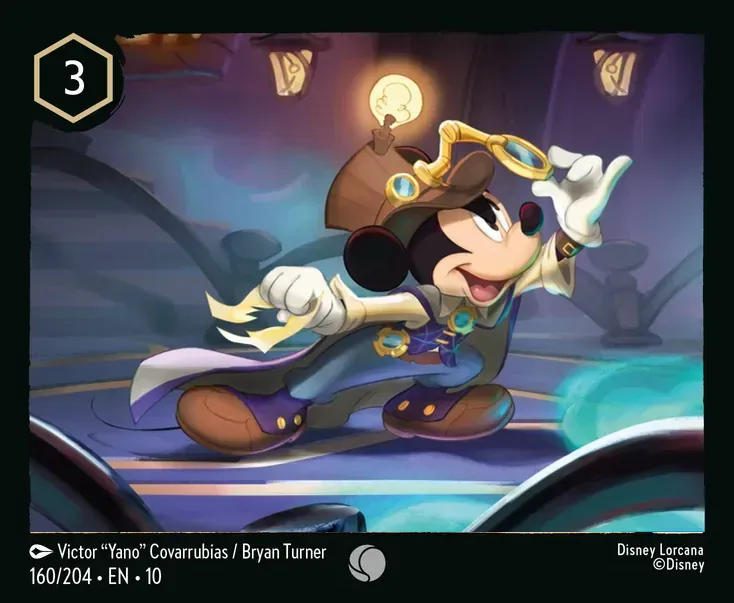 3
Victor “Yano” Covarrubias / Bryan Turner
160/204 • EN • 10
Disney Lorcana
©Disney